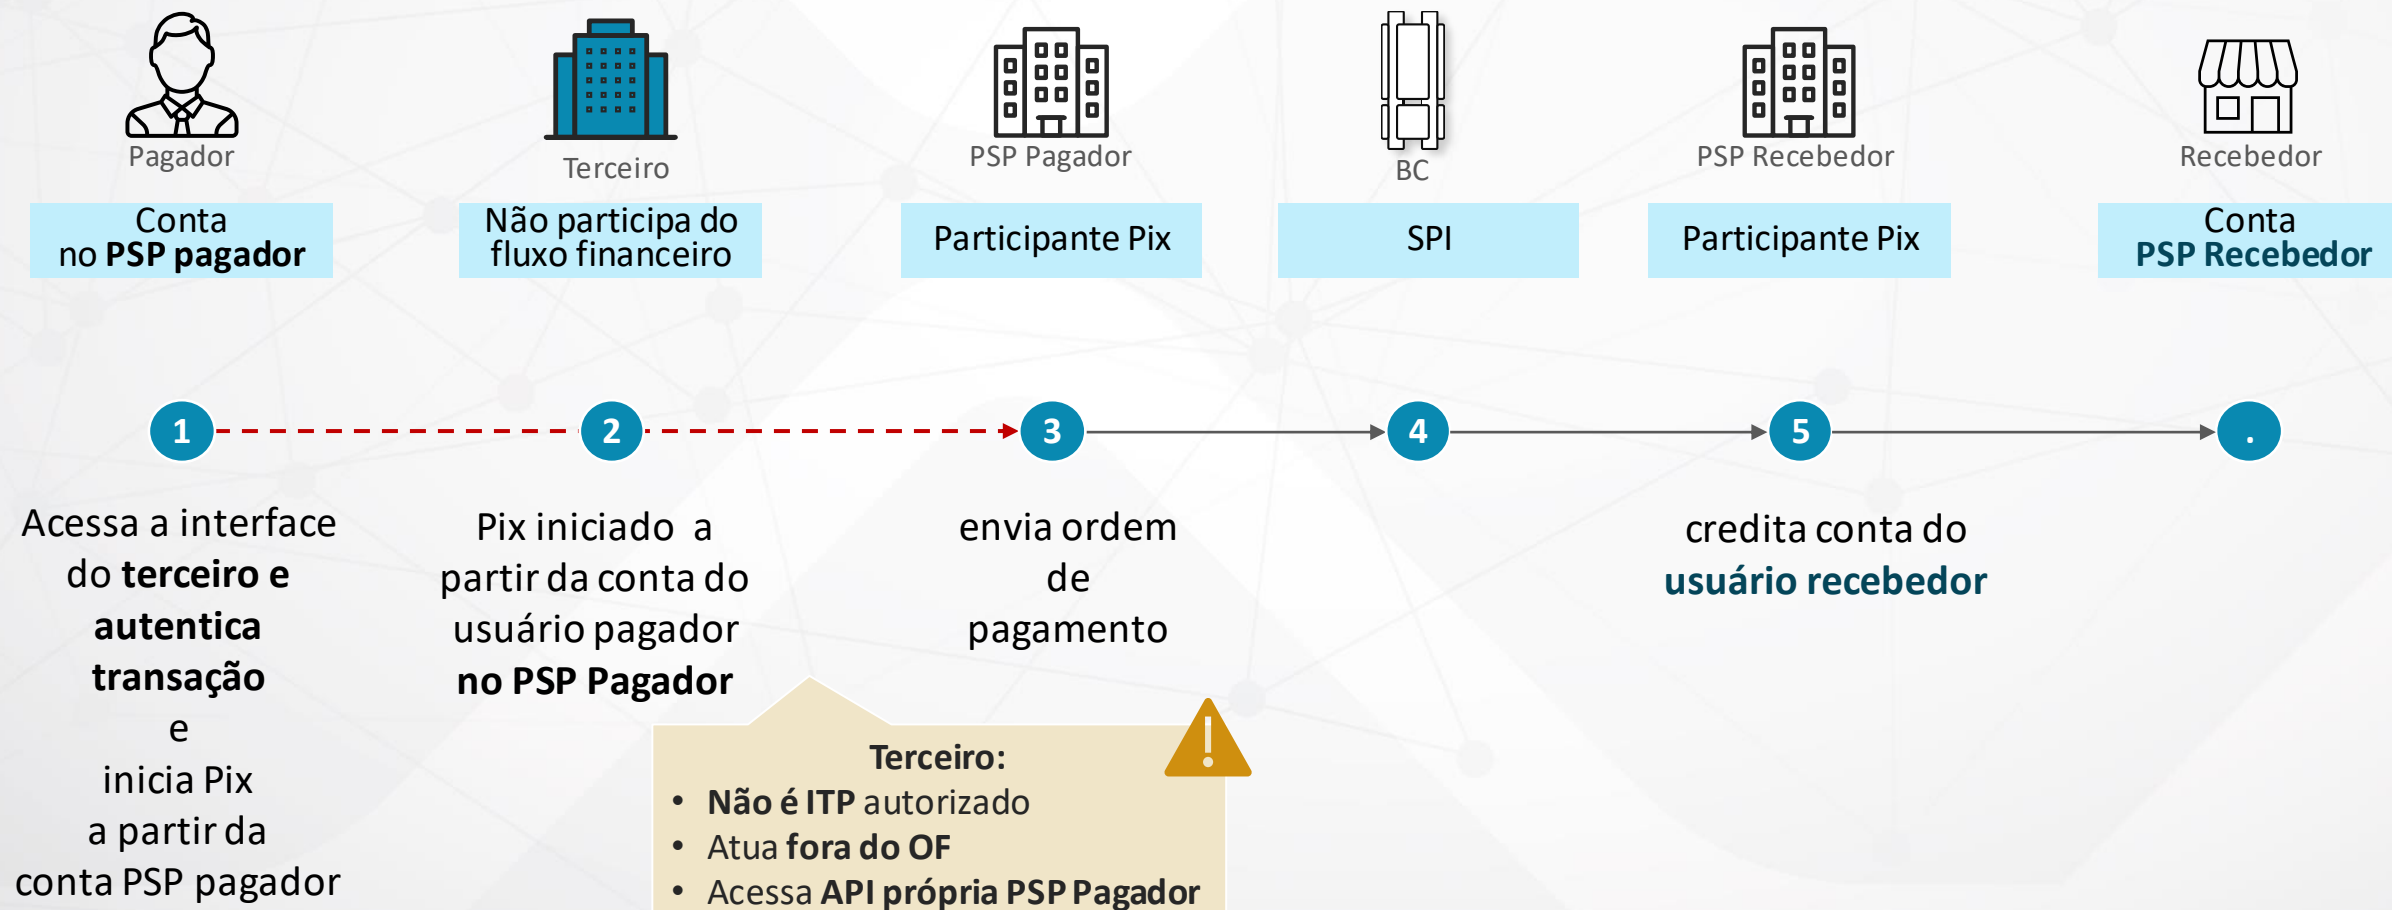 Pagador
Terceiro
PSP Pagador
BC
PSP Recebedor
Recebedor
Conta
no PSP pagador
Não participa do
fluxo financeiro
Participante Pix
SPI
Participante Pix
Conta
PSP Recebedor
1
2
3
4
5
.
Acessa a interface
do terceiro e
autentica
transação
e
inicia Pix
a partir da
conta PSP pagador
Pix iniciado a
partir da conta do
usuário pagador
no PSP Pagador
envia ordem
de
pagamento
credita conta do
usuário recebedor
Terceiro:
• Não é ITP autorizado
• Atua fora do OF
• Acessa API própria PSP Pagador